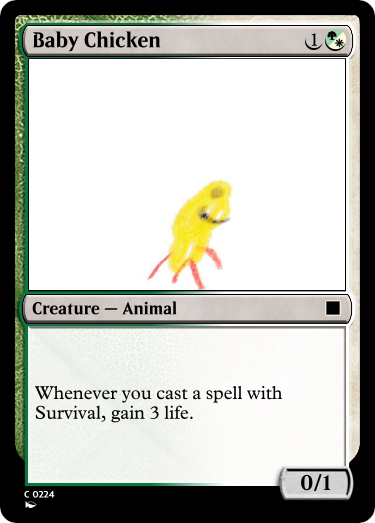 Baby Chicken 1
Creature — Animal
Whenever you cast a spell with
Survival, gain 3 life.
0/1
C 0224